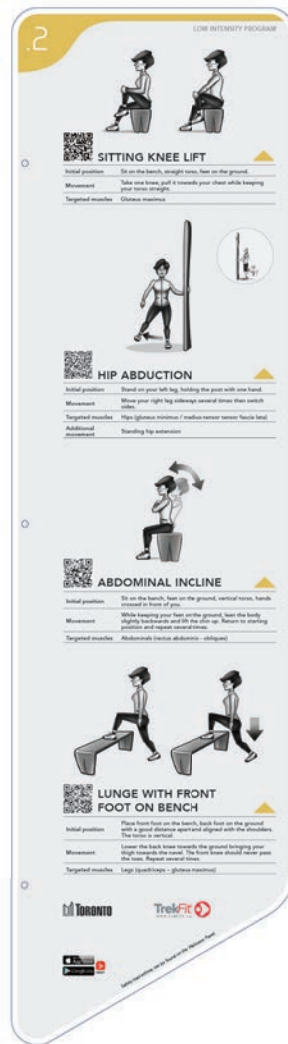 .2
LOW INTENSITY PROGRAM
SITTING KNEE LIFT
Initial position Sit on the bench, straight torso, feet on the ground.
Movement Take one knee; pull it towards your chest while keeping
your torso straight.
Targeted muscles Gluteus maximus
HIP ABDUCTION
Initial position Stand on your left leg, holding the post with one hand.
Movement Move your right leg sideways several times then switch
sides.
Targeted muscles Hips (gluteus minimus / medius tensor tensor fascia lata)
Additional
movement Standing hip extension
ABDOMINAL INCLINE
Initial position Sit on the bench, feet on the ground, vertical torso, hands
crossed in front of you.
Movement While keeping your feet on the ground, lean the body
slightly backwards and lift the chin up. Return to starting
position and repeat several times.
Targeted muscles Abdominals (rectus abdominis - obliques)
LUNGE WITH FRONT
FOOT ON BENCH
Initial position Place front foot on the bench, back foot on the ground
with a good distance apart and aligned with the shoulders.
The torso is vertical.
Movement Lower the back knee towards the ground bringing your
thigh towards the navel. The front knee should never pass
the toes. Repeat several times.
Targeted muscles Legs (quadriceps – gluteus maximus)
TORONTO
TrekFit
Safety instructions can be found on the Welcome Panel.